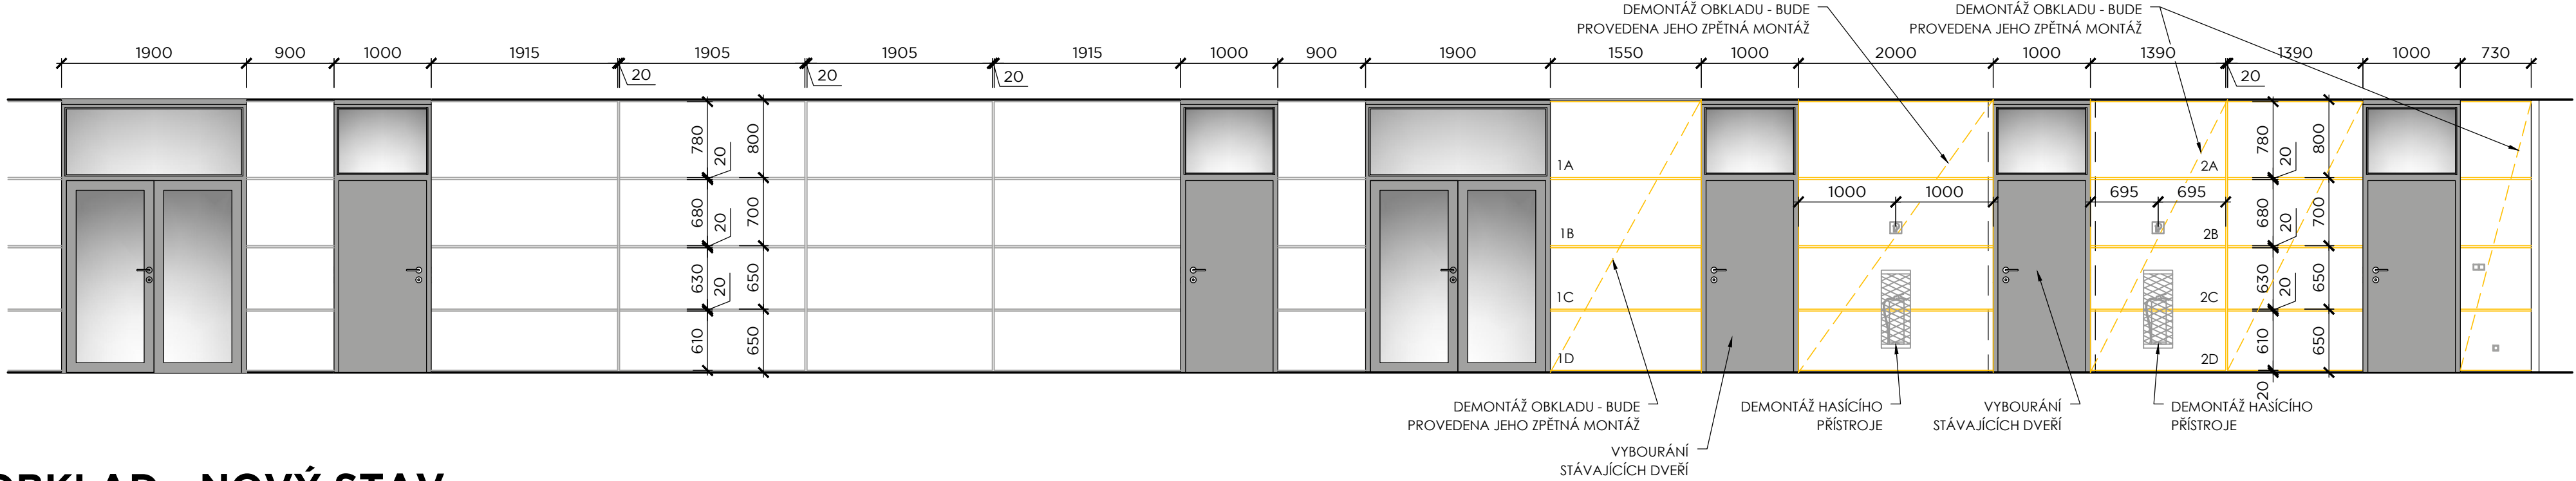 DEMONTÁŽ OBKLADU - BUDE
PROVEDENA JEHO ZPĚTNÁ MONTÁŽ
DEMONTÁŽ OBKLADU - BUDE
PROVEDENA JEHO ZPĚTNÁ MONTÁŽ
1900 900 1000 1915 1905 1905 1915 1000 900 1900 1550 1000 2000 1000 1390 1390 1000 730
20 20 20 20
780 20 800 780 20 800
1A 2A
1000 1000 695 695
680 20 700 680 20 700
1B 2B
630 20 650 630 20 650
1C 2C
610 650 610 650
1D 2D
20
DEMONTÁŽ OBKLADU - BUDE
PROVEDENA JEHO ZPĚTNÁ MONTÁŽ
DEMONTÁŽ HASÍCÍHO
PŘÍSTROJE
VYBOURÁNÍ
STÁVAJÍCÍCH DVEŘÍ
DEMONTÁŽ HASÍCÍHO
PŘÍSTROJE
VYBOURÁNÍ
STÁVAJÍCÍCH DVEŘÍ
OBKLAD - NOVÝ STAV